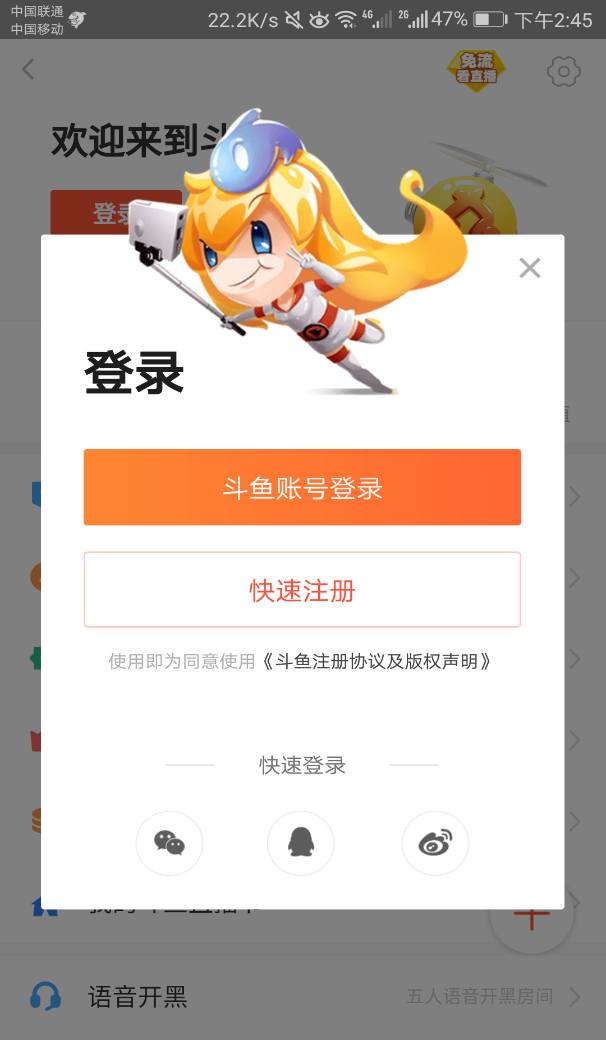 中国联通
中国移动
22.2K/s 4G 2G 47% 下午2:45
免流
看直播
欢迎来到斗
登录
登录
斗鱼账号登录
快速注册
使用即为同意使用《斗鱼注册协议及版权声明》
快速登录
语音开黑
五人语音开黑房间